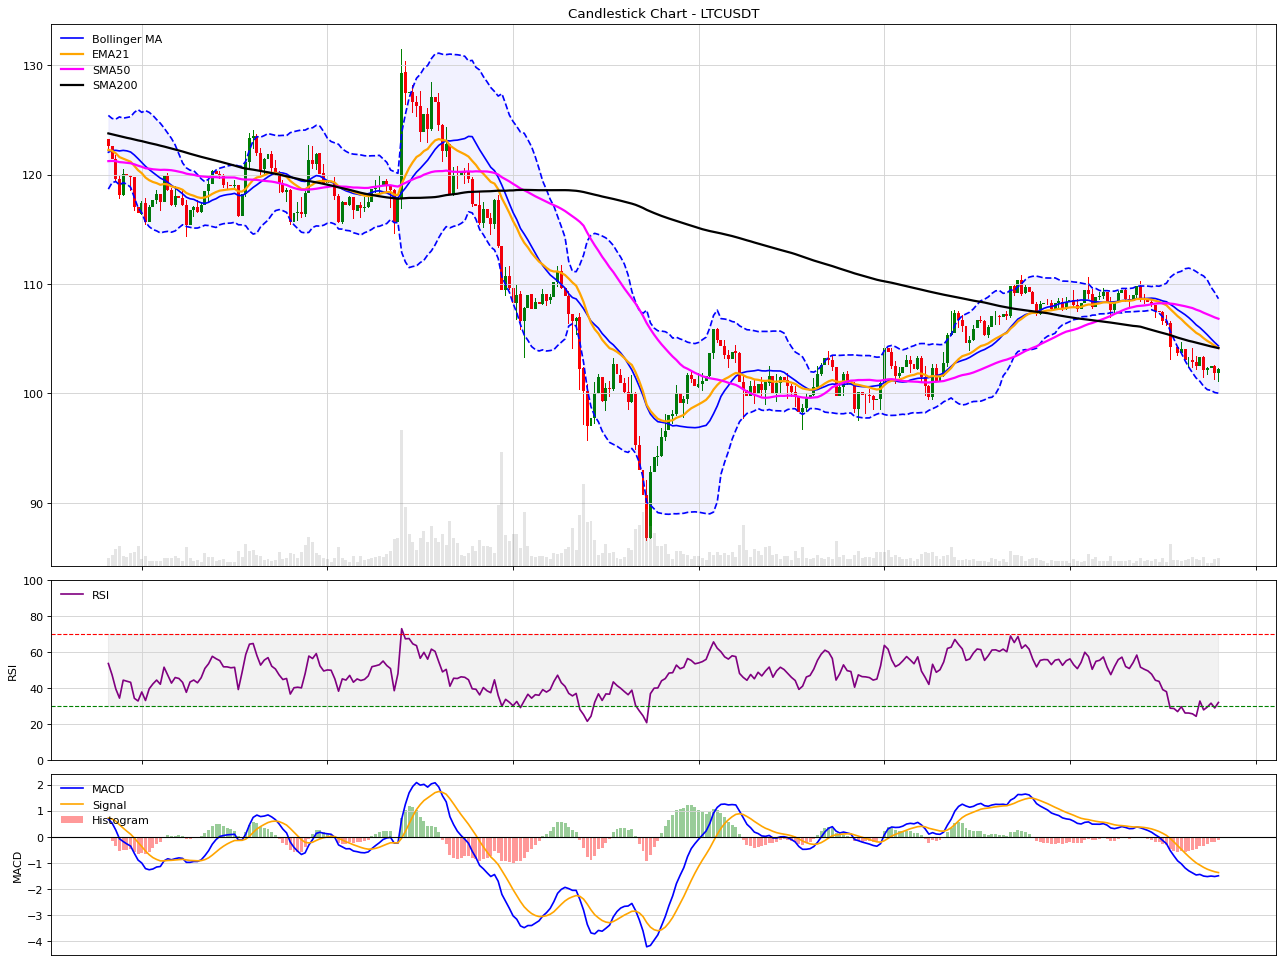 Candlestick Chart - LTCUSDT
Bollinger MA
EMA21
SMA50
SMA200
130
120
110
100
90
RSI
100
80
60
40
20
0
RSI
MACD
Signal
Histogram
2
1
0
−1
−2
−3
−4
MACD